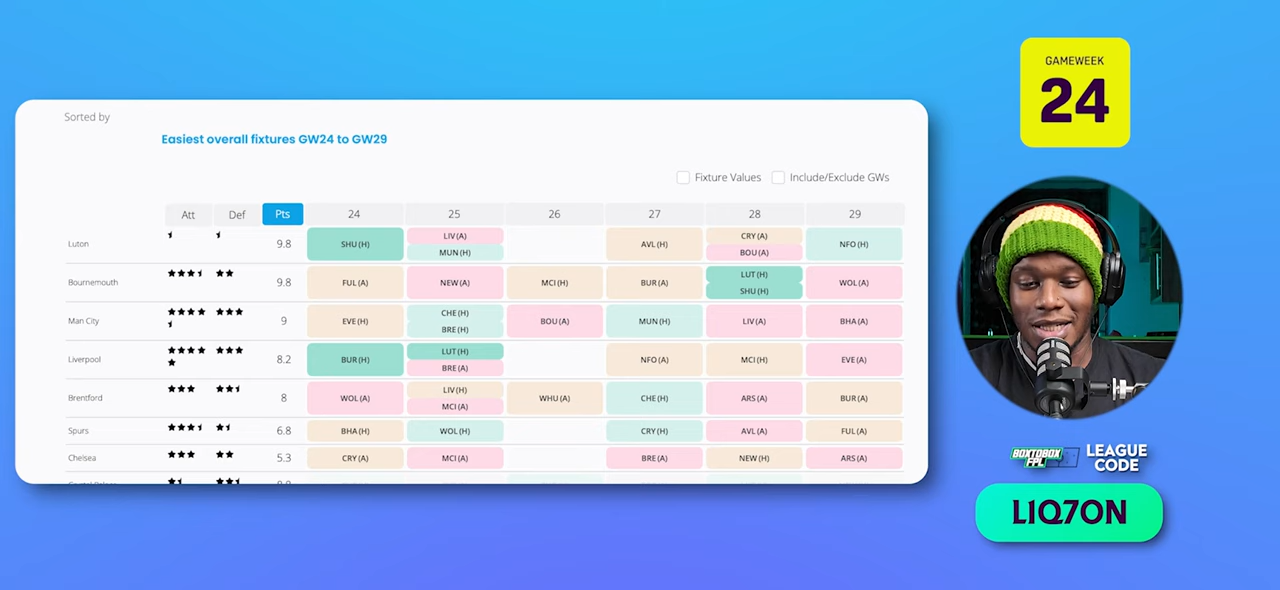 Sorted by
Easiest overall fixtures GW24 to GW29
Fixture Values Include/Exclude GWs
Att Def Pts 24 25 26 27 28 29
Luton 9.8 SHU (H) LIV (A) AVL (H) CRY (A) NFO (H)
MUN (H) BOU (A)
Bournemouth 9.8 FUL (A) NEW (A) MCI (H) BUR (A) LUT (H) WOL (A)
SHU (H)
Man City 9 EVE (H) CHE (H) BOU (A) MUN (H) LIV (A) BHA (A)
BRE (H)
Liverpool 8.2 BUR (H) LUT (H) NFO (A) MCI (H) EVE (A)
BRE (A)
Brentford 8 WOL (A) LIV (H) WHU (A) CHE (H) ARS (A) BUR (A)
MCI (A)
Spurs 6.8 BHA (H) WOL (H) CRY (H) AVL (A) FUL (A)
Chelsea 5.3 CRY (A) MCI (A) BRE (A) NEW (H) ARS (A)
GAMEWEEK
24
BOXTOBOX
FPL
LEAGUE
CODE
L1Q7ON